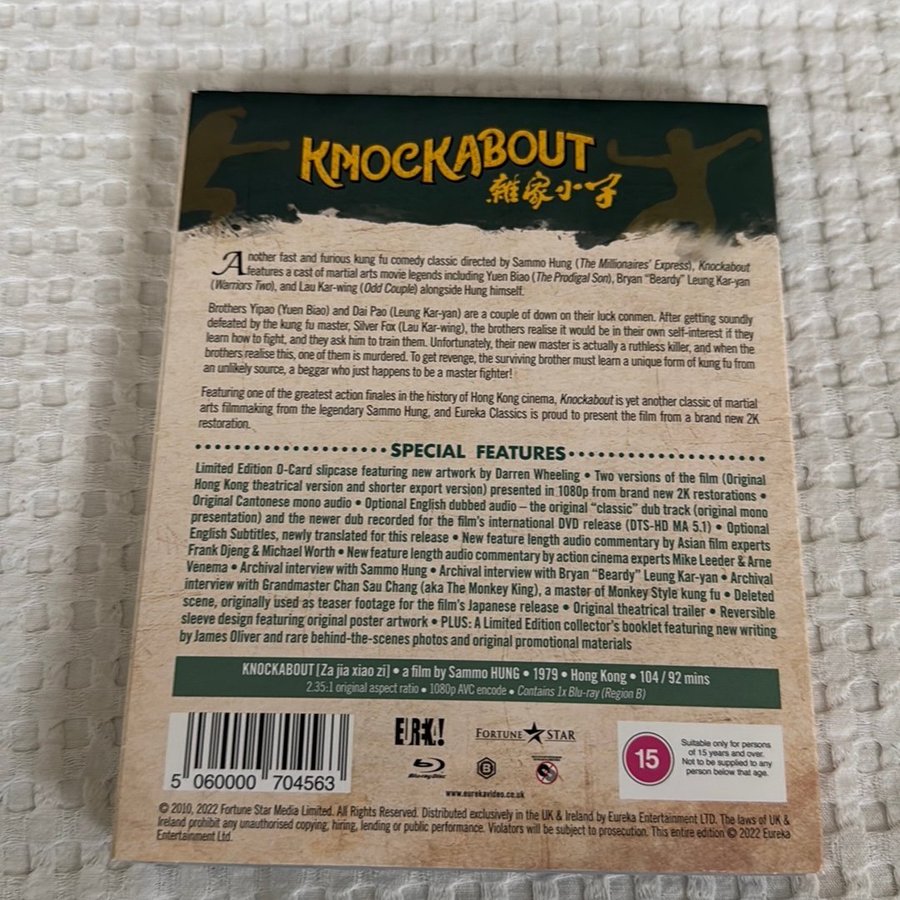 KNOCKABOUT
雜家小子
Another fast and furious kung fu comedy classic directed by Sammo Hung (The Millionaires' Express), Knockabout
features a cast of martial arts movie legends including Yuen Biao (The Prodigal Son), Bryan "Beardy" Leung Kar-yan
(Warriors Two), and Lau Kar-wing (Odd Couple) alongside Hung himself.
Brothers Yipao (Yuen Biao) and Dai Pao (Leung Kar-yan) are a couple of down on their luck conmen. After getting soundly
defeated by the kung fu master, Silver Fox (Lau Kar-wing), the brothers realise it would be in their own self-interest if they
learn how to fight, and they ask him to train them. Unfortunately, their new master is actually a ruthless killer, and when the
brothers realise this, one of them is murdered. To get revenge, the surviving brother must learn a unique form of kung fu from
an unlikely source, a beggar who just happens to be a master fighter!
Featuring one of the greatest action finales in the history of Hong Kong cinema, Knockabout is yet another classic of martial
arts filmmaking from the legendary Sammo Hung, and Eureka Classics is proud to present the film from a brand new 2K
restoration.
SPECIAL FEATURES
Limited Edition O-Card slipcase featuring new artwork by Darren Wheeling • Two versions of the film (Original
Hong Kong theatrical version and shorter export version) presented in 1080p from brand new 2K restorations •
Original Cantonese mono audio • Optional English dubbed audio – the original "classic" dub track (original mono
presentation) and the newer dub recorded for the film's international DVD release (DTS-HD MA 5.1) • Optional
English Subtitles, newly translated for this release • New feature length audio commentary by Asian film experts
Frank Djeng & Michael Worth • New feature length audio commentary by action cinema experts Mike Leeder & Arne
Venema • Archival interview with Sammo Hung • Archival interview with Bryan "Beardy" Leung Kar-yan • Archival
interview with Grandmaster Chan Sau Chang (aka The Monkey King), a master of Monkey Style kung fu • Deleted
scene, originally used as teaser footage for the film's Japanese release • Original theatrical trailer • Reversible
sleeve design featuring original poster artwork • PLUS: A Limited Edition collector's booklet featuring new writing
by James Oliver and rare behind-the-scenes photos and original promotional materials
KNOCKABOUT [Za jia xiao zi] • a film by Sammo HUNG • 1979 • Hong Kong • 104 / 92 mins
2.35:1 original aspect ratio • 1080p AVC encode • Contains 1x Blu-ray (Region B)
5 060000 704563
EUREKA!
FORTUNE STAR
Blu-ray Disc
B
www.eurekavideo.co.uk
15
Suitable only for persons
of 15 years and over.
Not to be supplied to any
person below that age.
© 2010, 2022 Fortune Star Media Limited. All Rights Reserved. Distributed exclusively in the UK & Ireland by Eureka Entertainment LTD. The laws of UK &
Ireland prohibit any unauthorised copying, hiring, lending or public performance. Violators will be subject to prosecution. This entire edition © 2022 Eureka
Entertainment Ltd.